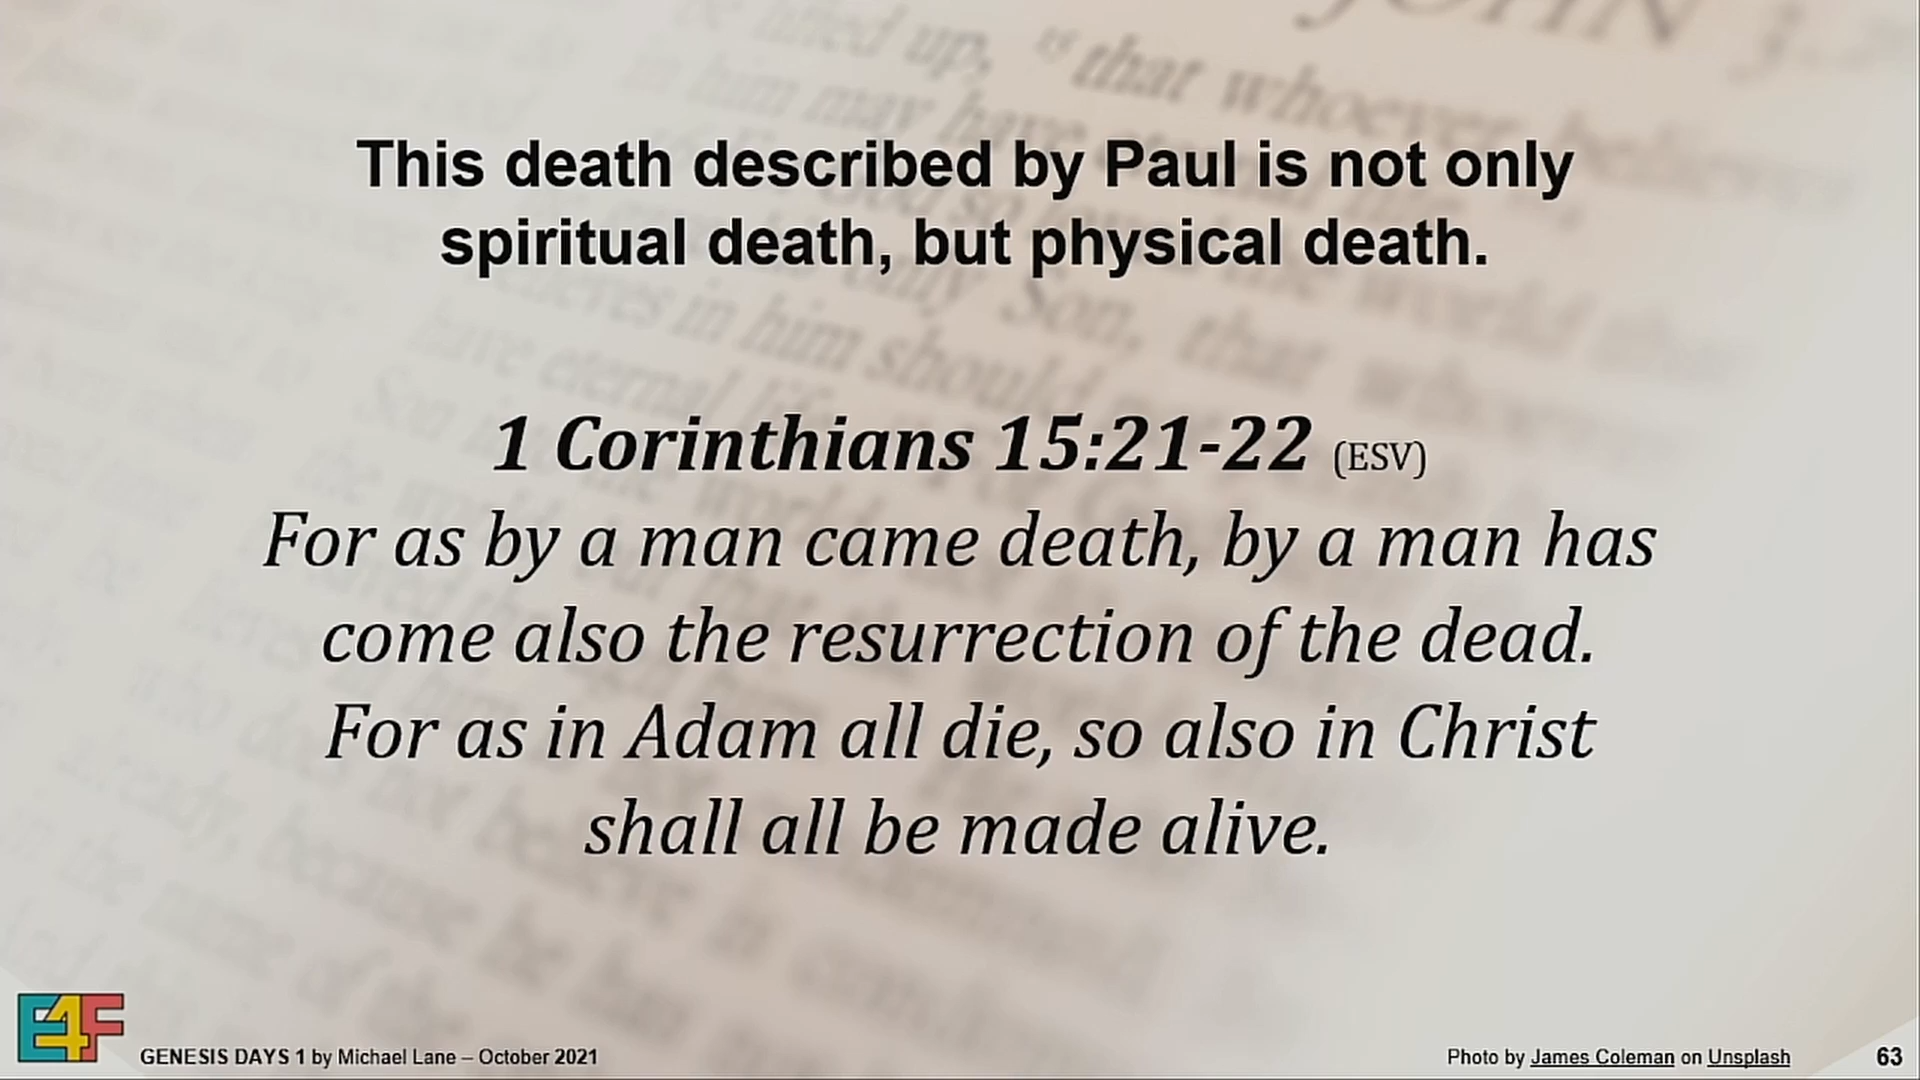 This death described by Paul is not only
spiritual death, but physical death.
1 Corinthians 15:21-22 (ESV)
For as by a man came death, by a man has
come also the resurrection of the dead.
For as in Adam all die, so also in Christ
shall all be made alive.
E4F
GENESIS DAYS 1 by Michael Lane – October 2021
Photo by James Coleman on Unsplash
63